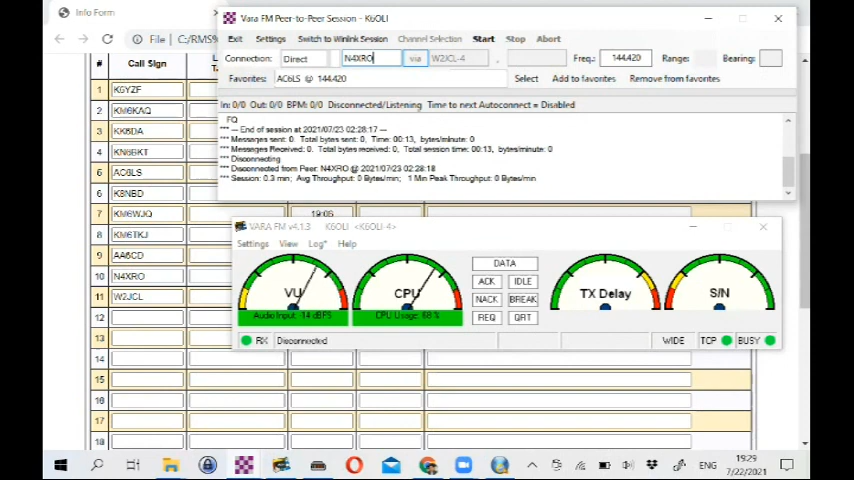 Info Form
Vara FM Peer-to-Peer Session - K6OLI
Exit Settings Switch to Winlink Session Channel Selection Start Stop Abort
File C:/RMS
Connection: Direct N4XRO via W2JCL-4 Freq.: 144.420 Range: Bearing:
Favorites: AC6LS @ 144.420 Select Add to favorites Remove from favorites
In: 0/0 Out: 0/0 BPM: 0/0 Disconnected/Listening Time to next Autoconnect = Disabled
FQ
*** --- End of session at 2021/07/23 02:28:17 ---
*** Messages sent: 0. Total bytes sent: 0, Time: 00:13, bytes/minute: 0
*** Messages Received: 0. Total bytes received: 0, Total session time: 00:13, bytes/minute: 0
*** Disconnecting
*** Disconnected from Peer: N4XRO @ 2021/07/23 02:28:18
*** Session: 0.3 min; Avg Throughput: 0 Bytes/min; 1 Min Peak Throughput: 0 Bytes/min
# Call Sign L
1 K6YZF
2 KM6KAQ
3 KK6DA
4 KN6BKT
5 AC6LS
6 K8NBD
7 KM6WJQ 19:06
8 KM6TKJ
9 AA6CD
10 N4XRO
11 W2JCL
12
13
14
15
16
17
18
VARA FM v4.1.3 K6OLI <K6OLI-4>
Settings View Log* Help
VU
Audio Input: -14 dBFS
CPU
CPU Usage: 68 %
DATA
ACK IDLE
NACK BREAK
REQ QRT
TX Delay
S/N
RX Disconnected WIDE TCP BUSY
ENG
19:29
7/22/2021